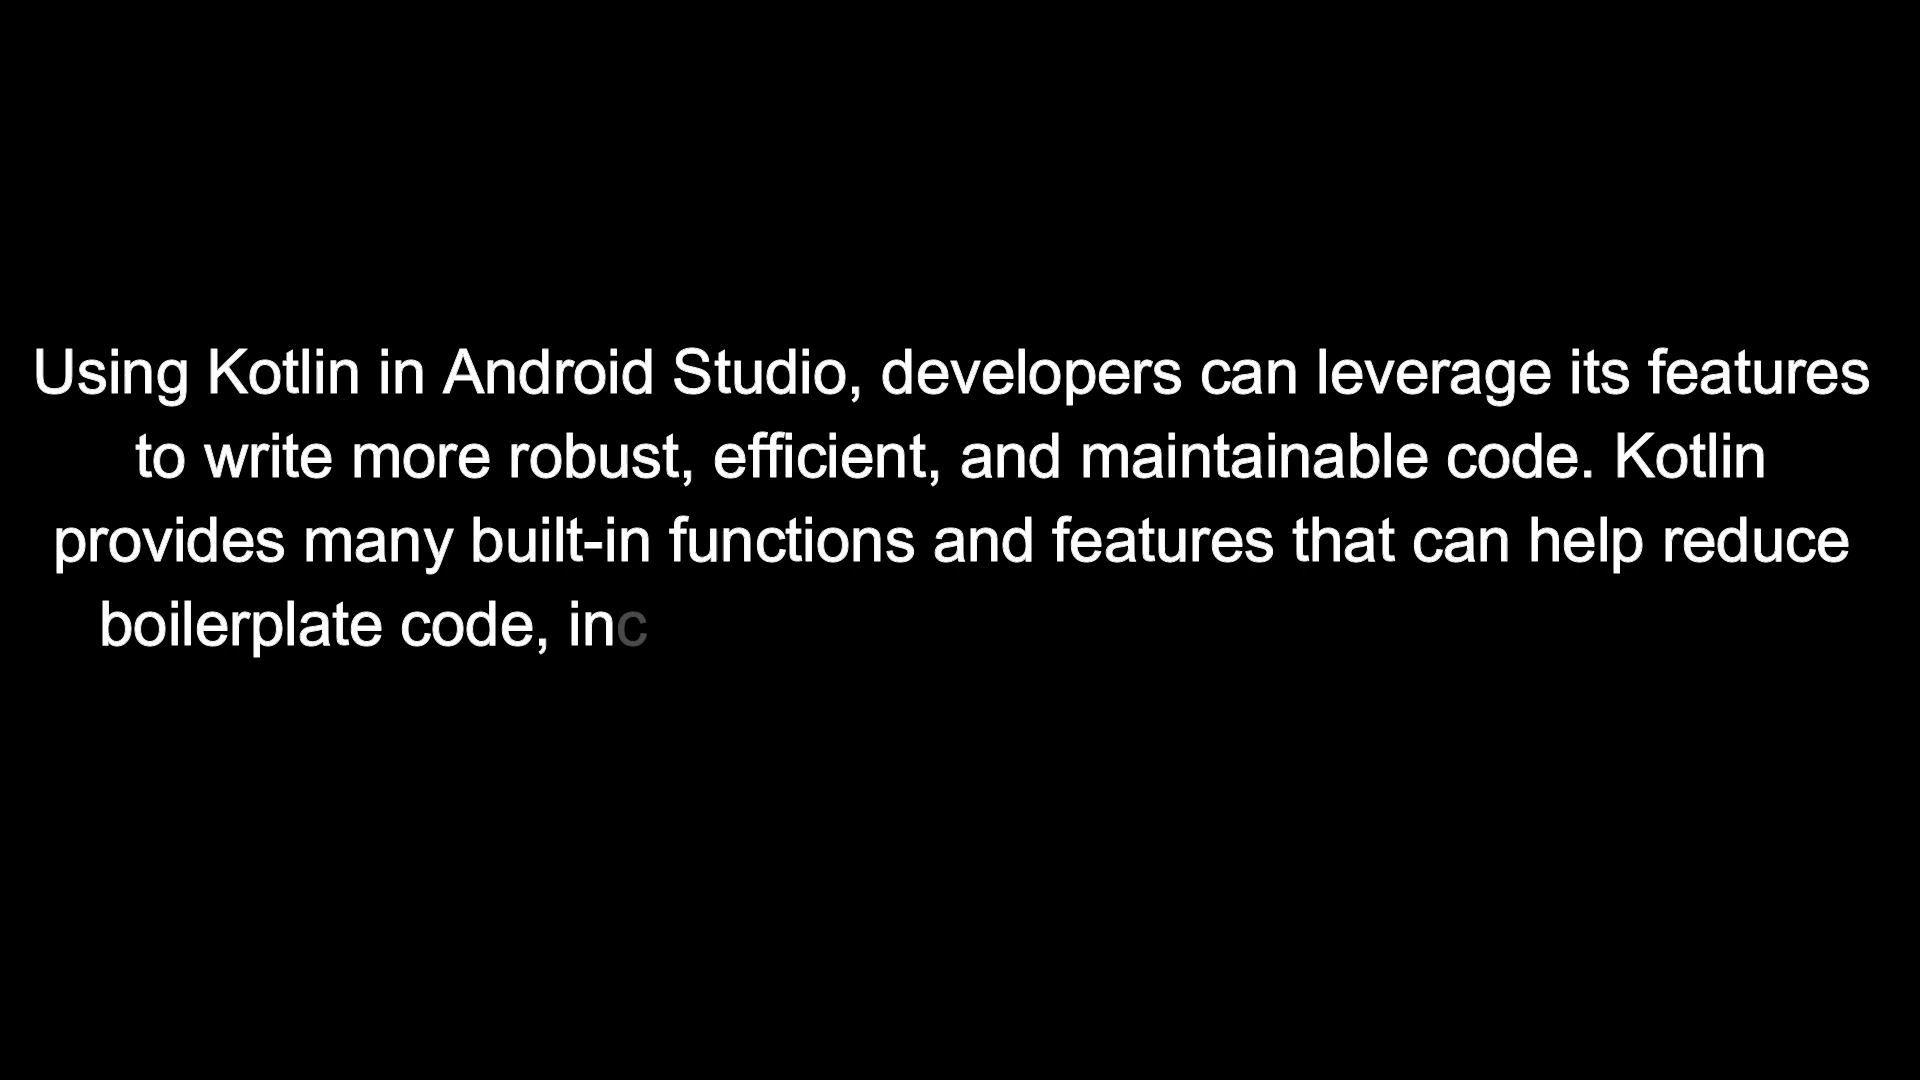 Using Kotlin in Android Studio, developers can leverage its features
to write more robust, efficient, and maintainable code. Kotlin
provides many built-in functions and features that can help reduce
boilerplate code, inc